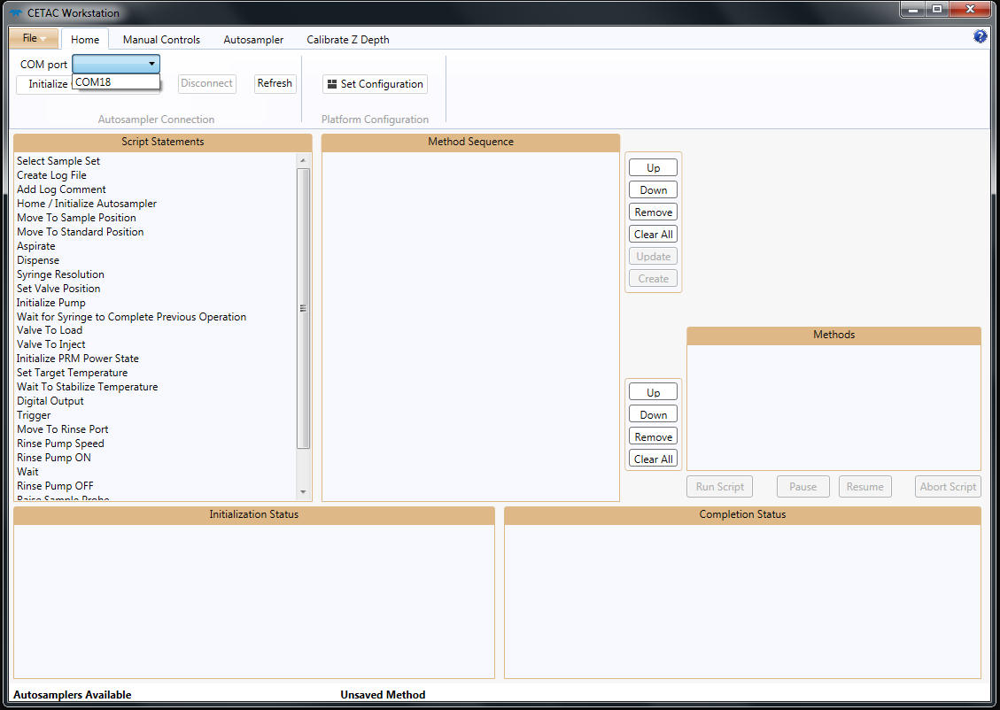 CETAC Workstation
File Home Manual Controls Autosampler Calibrate Z Depth
COM port
COM18
Initialize Disconnect Refresh Set Configuration
Autosampler Connection Platform Configuration
Script Statements
Select Sample Set
Create Log File
Add Log Comment
Home / Initialize Autosampler
Move To Sample Position
Move To Standard Position
Aspirate
Dispense
Syringe Resolution
Set Valve Position
Initialize Pump
Wait for Syringe to Complete Previous Operation
Valve To Load
Valve To Inject
Initialize PRM Power State
Set Target Temperature
Wait To Stabilize Temperature
Digital Output
Trigger
Move To Rinse Port
Rinse Pump Speed
Rinse Pump ON
Wait
Rinse Pump OFF
Raise Sample Probe
Method Sequence
Up
Down
Remove
Clear All
Update
Create
Up
Down
Remove
Clear All
Methods
Run Script Pause Resume Abort Script
Initialization Status
Completion Status
Autosamplers Available Unsaved Method